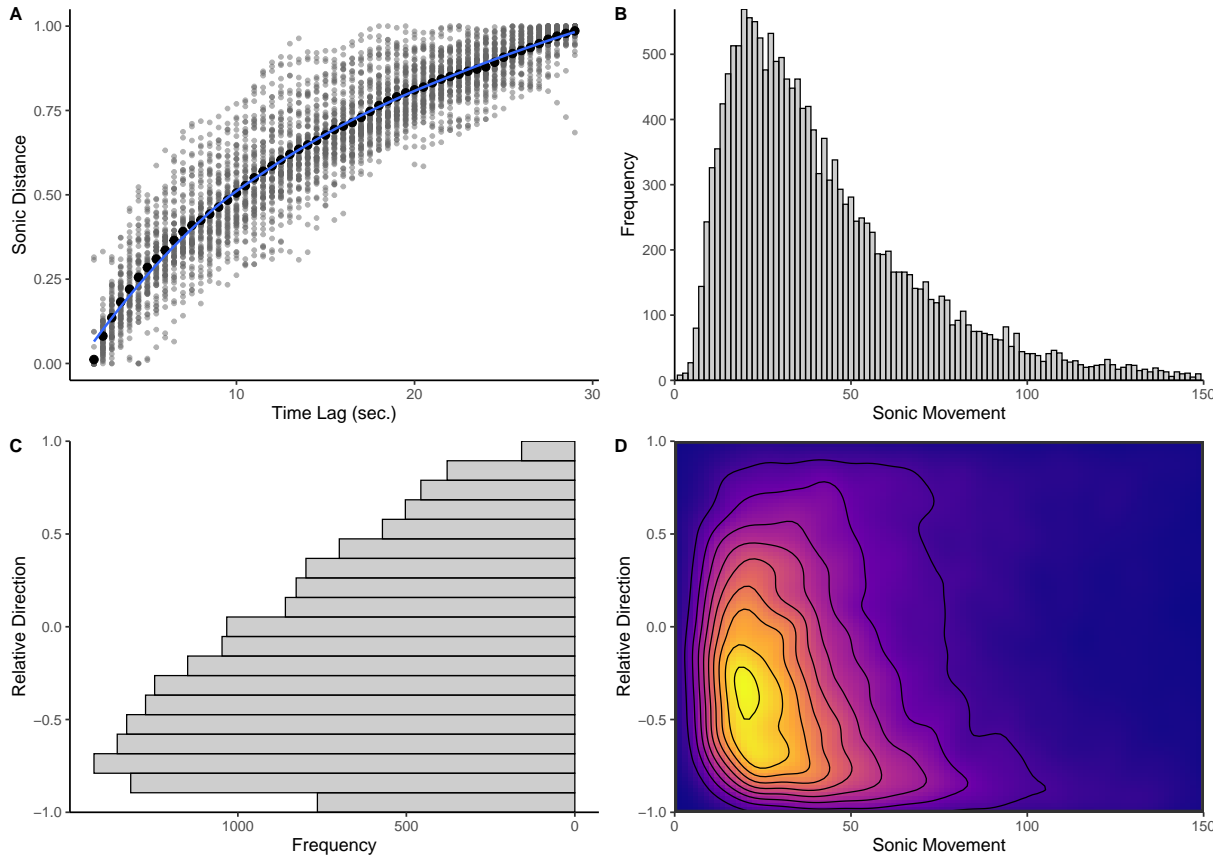 A
1.00
0.75
0.50
0.25
0.00
Sonic Distance
10
20
30
Time Lag (sec.)
B
500
400
300
200
100
0
Frequency
0
50
100
150
Sonic Movement
C
1.0
0.5
0.0
−0.5
−1.0
Relative Direction
1000
500
0
Frequency
D
1.0
0.5
0.0
−0.5
−1.0
Relative Direction
0
50
100
150
Sonic Movement